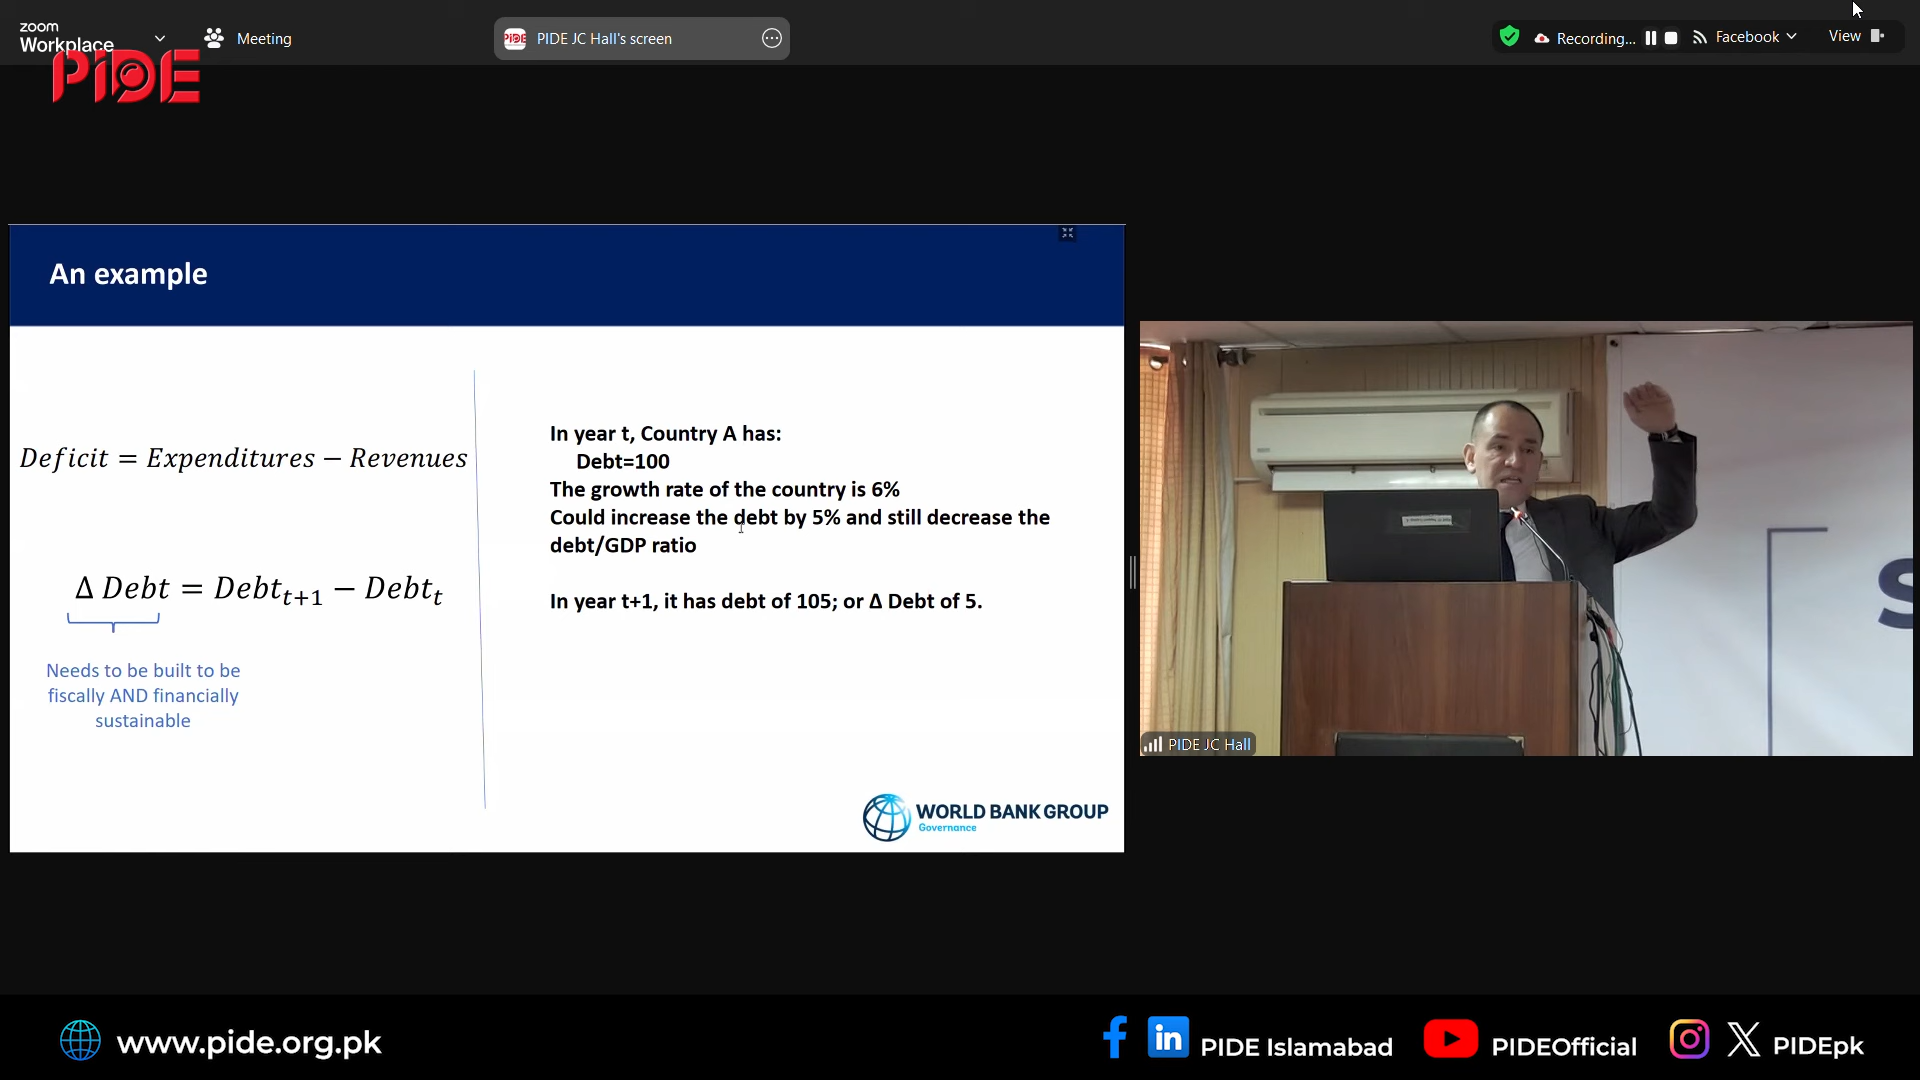 zoom
Workplace
Meeting
PIDE JC Hall's screen
Recording...
Facebook
View
PIDE
An example
Deficit = Expenditures − Revenues
Δ Debt = Debtₜ₊₁ − Debtₜ
Needs to be built to be
fiscally AND financially
sustainable
In year t, Country A has:
Debt=100
The growth rate of the country is 6%
Could increase the debt by 5% and still decrease the
debt/GDP ratio
In year t+1, it has debt of 105; or Δ Debt of 5.
WORLD BANK GROUP
Governance
PIDE JC Hall
www.pide.org.pk
PIDE Islamabad
PIDEOfficial
PIDEpk